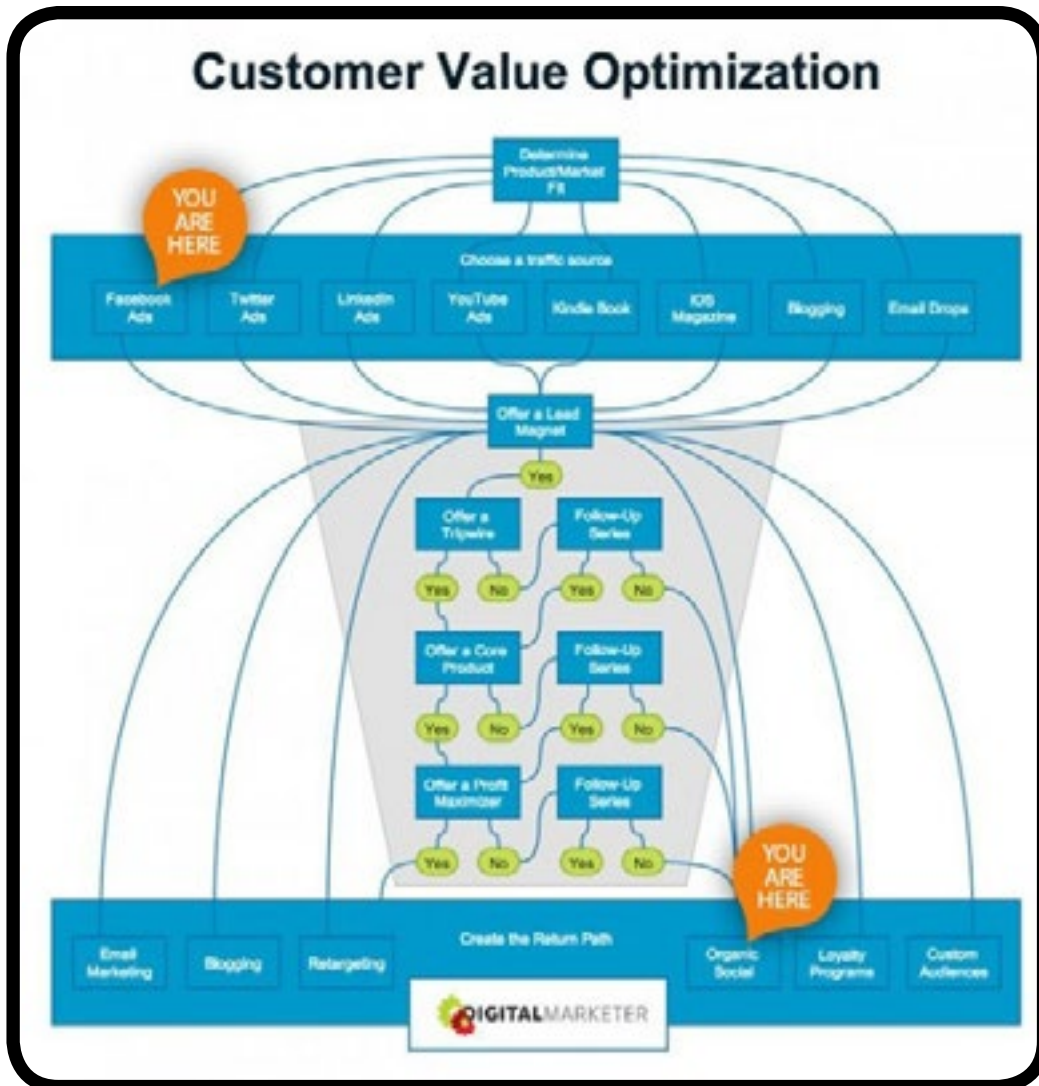 Customer Value Optimization
Determine
Product/Market
Fit
YOU
ARE
HERE
Choose a traffic source
Facebook
Ads
Twitter
Ads
LinkedIn
Ads
YouTube
Ads
Kindle Book
iOS
Magazine
Blogging
Email Drops
Offer a Lead
Magnet
Yes
Offer a
Tripwire
Follow-Up
Series
Yes
No
Yes
No
Offer a Core
Product
Follow-Up
Series
Yes
No
Yes
No
Offer a Profit
Maximizer
Follow-Up
Series
Yes
No
Yes
No
YOU
ARE
HERE
Create the Return Path
Email
Marketing
Blogging
Retargeting
Organic
Social
Loyalty
Programs
Custom
Audiences
DIGITALMARKETER